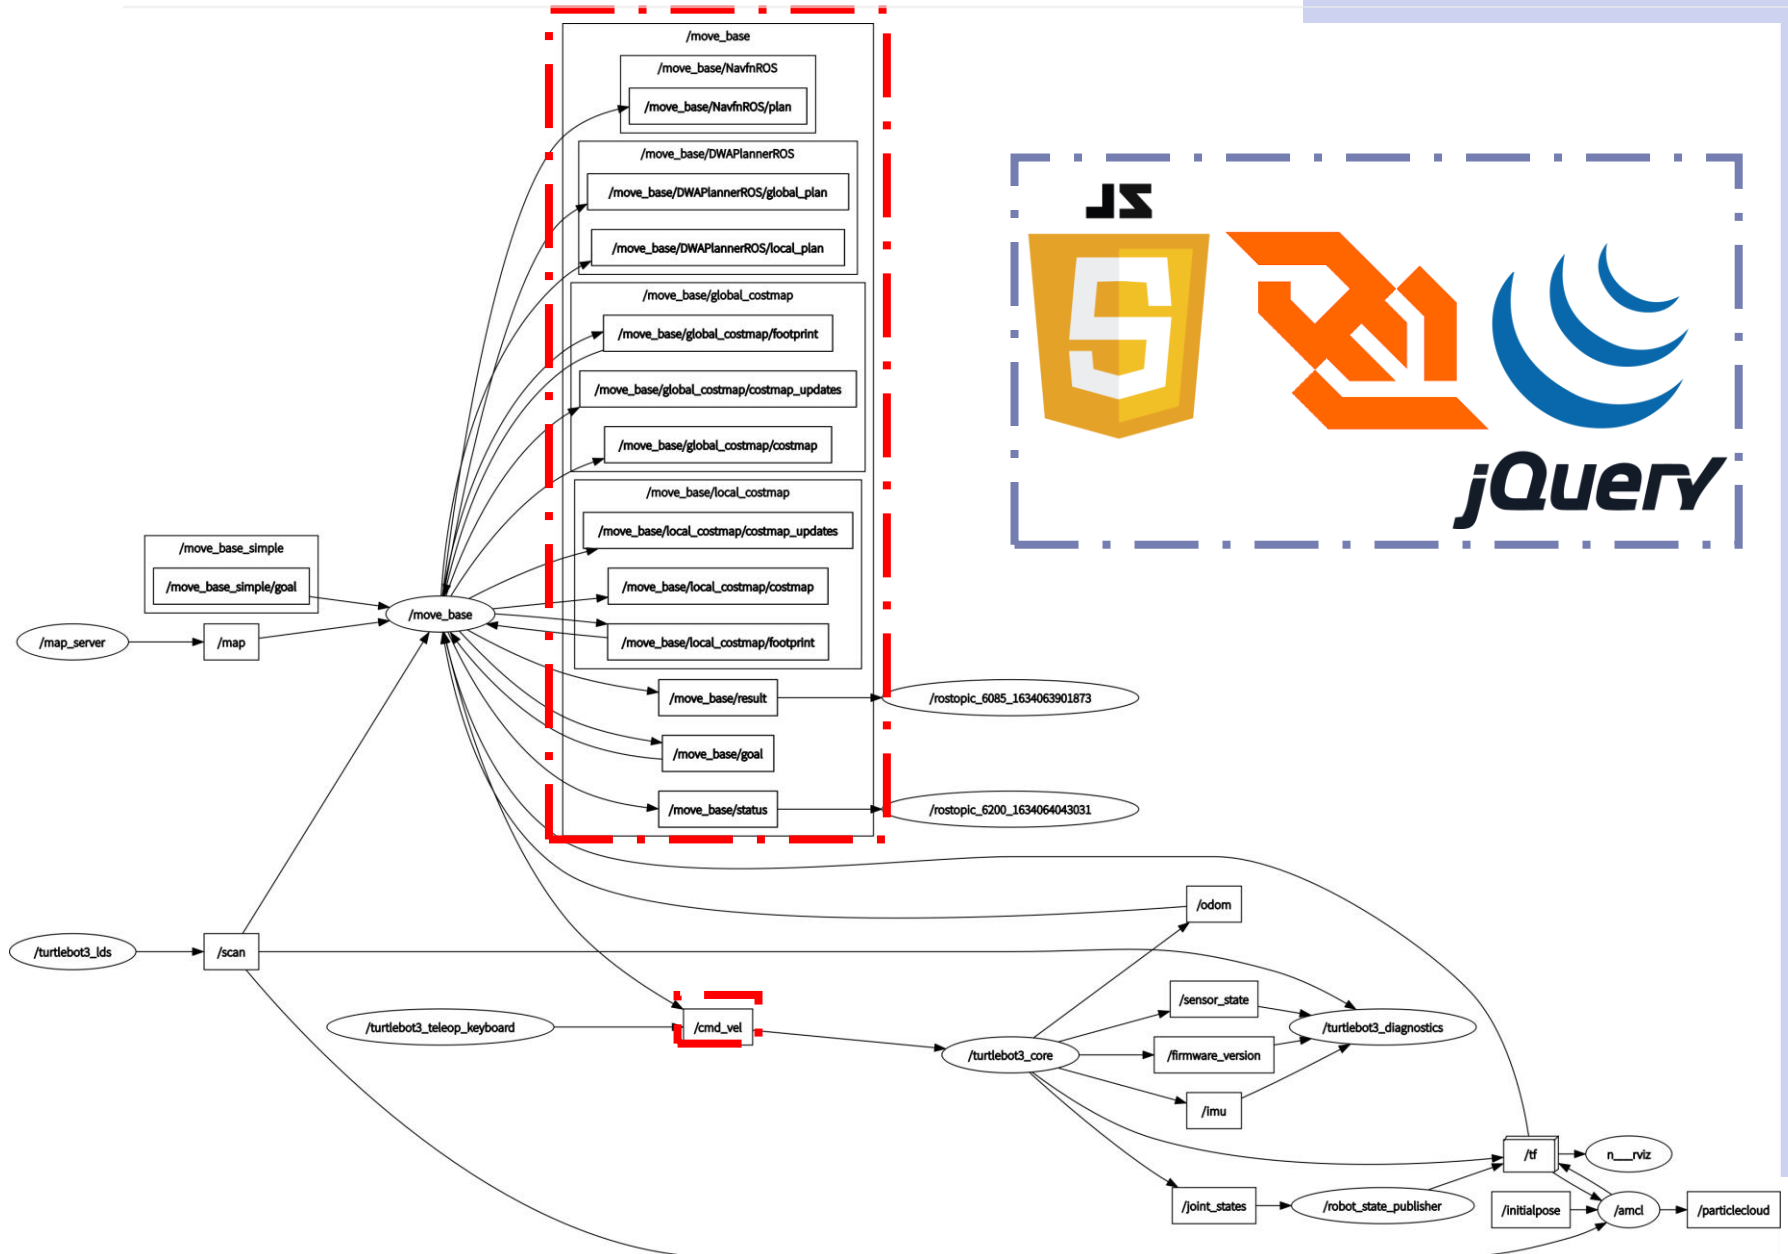 /move_base
/move_base/NavfnROS
/move_base/NavfnROS/plan
/move_base/DWAPlannerROS
/move_base/DWAPlannerROS/global_plan
/move_base/DWAPlannerROS/local_plan
/move_base/global_costmap
/move_base/global_costmap/footprint
/move_base/global_costmap/costmap_updates
/move_base/global_costmap/costmap
/move_base/local_costmap
/move_base/local_costmap/costmap_updates
/move_base/local_costmap/costmap
/move_base/local_costmap/footprint
/move_base/result
/move_base/goal
/move_base/status
JS
5
jQuery
/move_base_simple
/move_base_simple/goal
/move_base
/map_server
/map
/rostopic_6085_1634063901873
/rostopic_6200_1634064043031
/odom
/turtlebot3_lds
/scan
/sensor_state
/turtlebot3_teleop_keyboard
/cmd_vel
/turtlebot3_core
/turtlebot3_diagnostics
/firmware_version
/imu
/tf
n___rviz
/joint_states
/robot_state_publisher
/initialpose
/amcl
/particlecloud